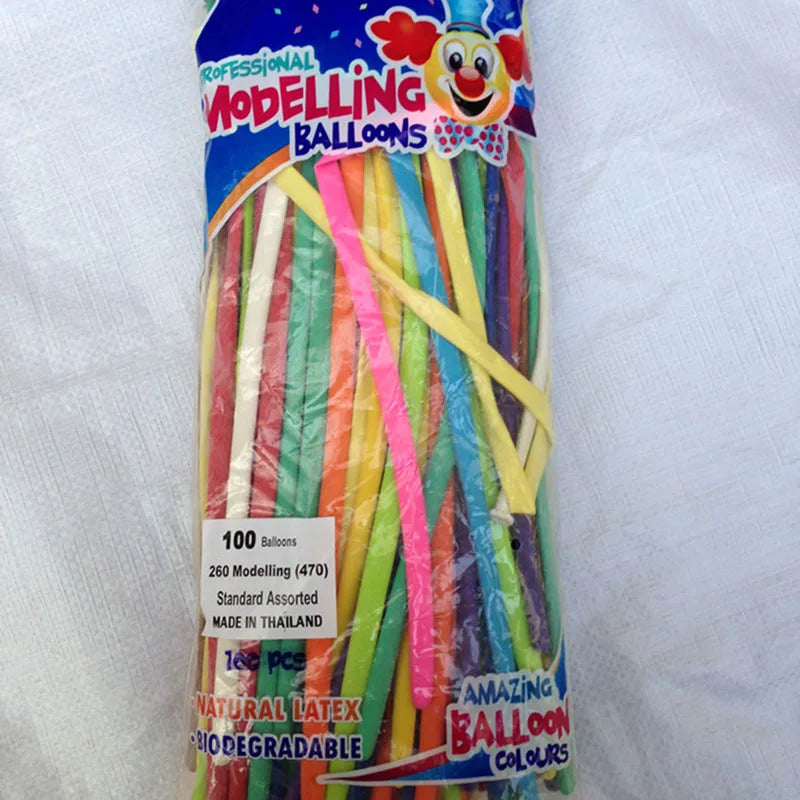 PROFESSIONAL
MODELLING
BALLOONS
100 Balloons
260 Modelling (470)
Standard Assorted
MADE IN THAILAND
100 pcs
- NATURAL LATEX
- BIODEGRADABLE
AMAZING
BALLOON
COLOURS